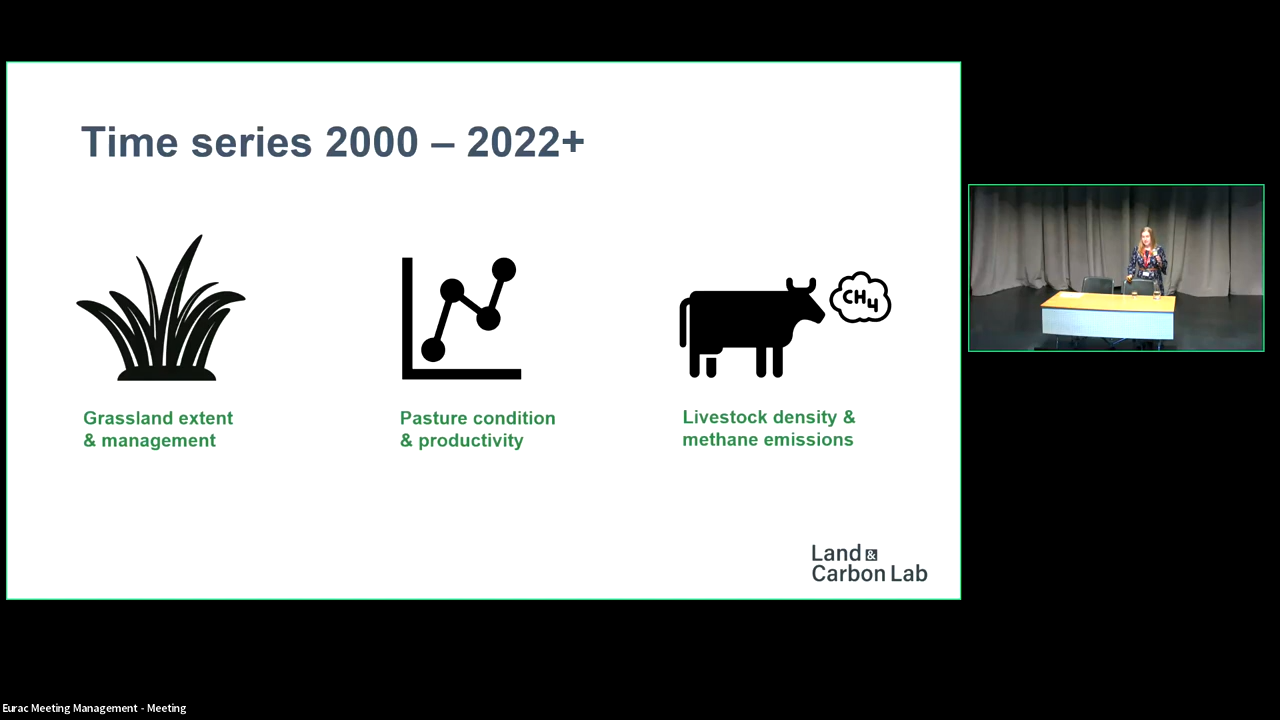 Time series 2000 – 2022+
CH4
Grassland extent
& management
Pasture condition
& productivity
Livestock density &
methane emissions
Land &
Carbon Lab
Eurac Meeting Management - Meeting